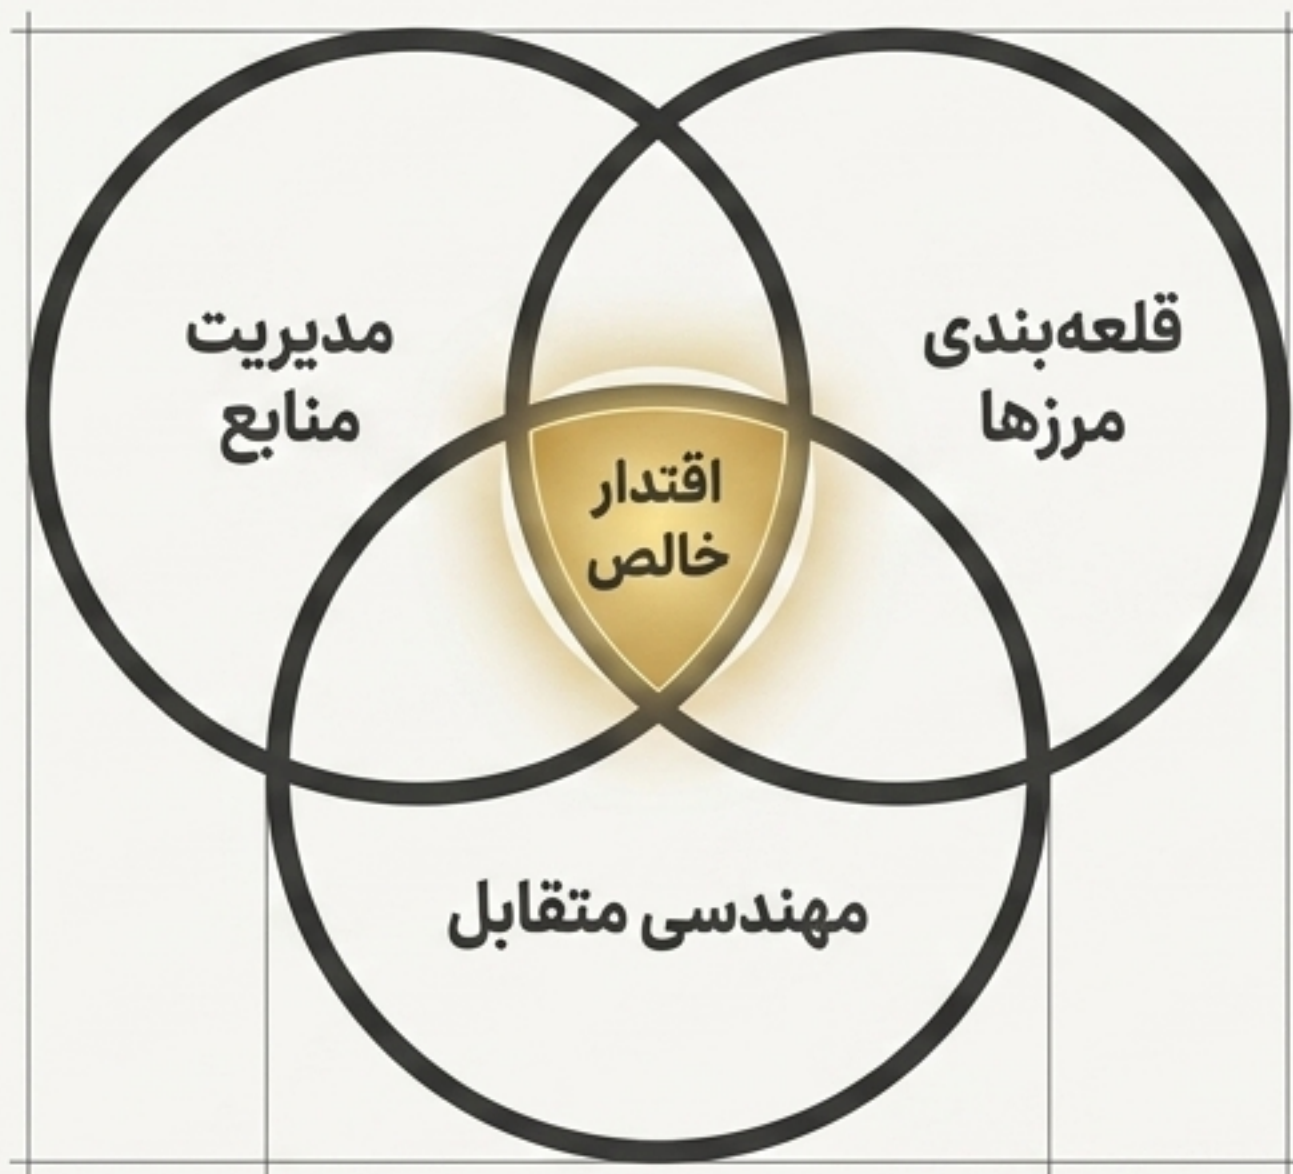 قلعه‌بندی
مرزها
مدیریت
منابع
اقتدار
خالص
مهندسی متقابل